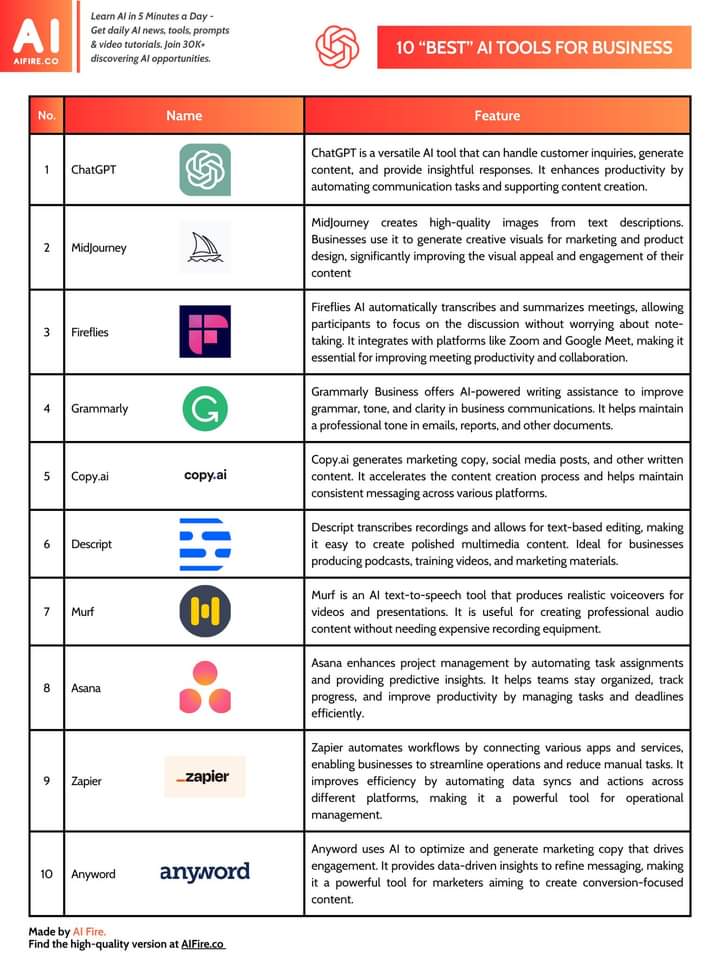 AI
AIFIRE.CO
Learn AI in 5 Minutes a Day -
Get daily AI news, tools, prompts
& video tutorials. Join 30K+
discovering AI opportunities.
10 “BEST” AI TOOLS FOR BUSINESS
No. Name Feature
1 ChatGPT
ChatGPT is a versatile AI tool that can handle customer inquiries, generate
content, and provide insightful responses. It enhances productivity by
automating communication tasks and supporting content creation.
2 MidJourney
MidJourney creates high-quality images from text descriptions.
Businesses use it to generate creative visuals for marketing and product
design, significantly improving the visual appeal and engagement of their
content
3 Fireflies
Fireflies AI automatically transcribes and summarizes meetings, allowing
participants to focus on the discussion without worrying about note-
taking. It integrates with platforms like Zoom and Google Meet, making it
essential for improving meeting productivity and collaboration.
4 Grammarly
Grammarly Business offers AI-powered writing assistance to improve
grammar, tone, and clarity in business communications. It helps maintain
a professional tone in emails, reports, and other documents.
5 Copy.ai copy.ai
Copy.ai generates marketing copy, social media posts, and other written
content. It accelerates the content creation process and helps maintain
consistent messaging across various platforms.
6 Descript
Descript transcribes recordings and allows for text-based editing, making
it easy to create polished multimedia content. Ideal for businesses
producing podcasts, training videos, and marketing materials.
7 Murf
Murf is an AI text-to-speech tool that produces realistic voiceovers for
videos and presentations. It is useful for creating professional audio
content without needing expensive recording equipment.
8 Asana
Asana enhances project management by automating task assignments
and providing predictive insights. It helps teams stay organized, track
progress, and improve productivity by managing tasks and deadlines
efficiently.
9 Zapier _zapier
Zapier automates workflows by connecting various apps and services,
enabling businesses to streamline operations and reduce manual tasks. It
improves efficiency by automating data syncs and actions across
different platforms, making it a powerful tool for operational
management.
10 Anyword anyword
Anyword uses AI to optimize and generate marketing copy that drives
engagement. It provides data-driven insights to refine messaging, making
it a powerful tool for marketers aiming to create conversion-focused
content.
Made by AI Fire.
Find the high-quality version at AIFire.co